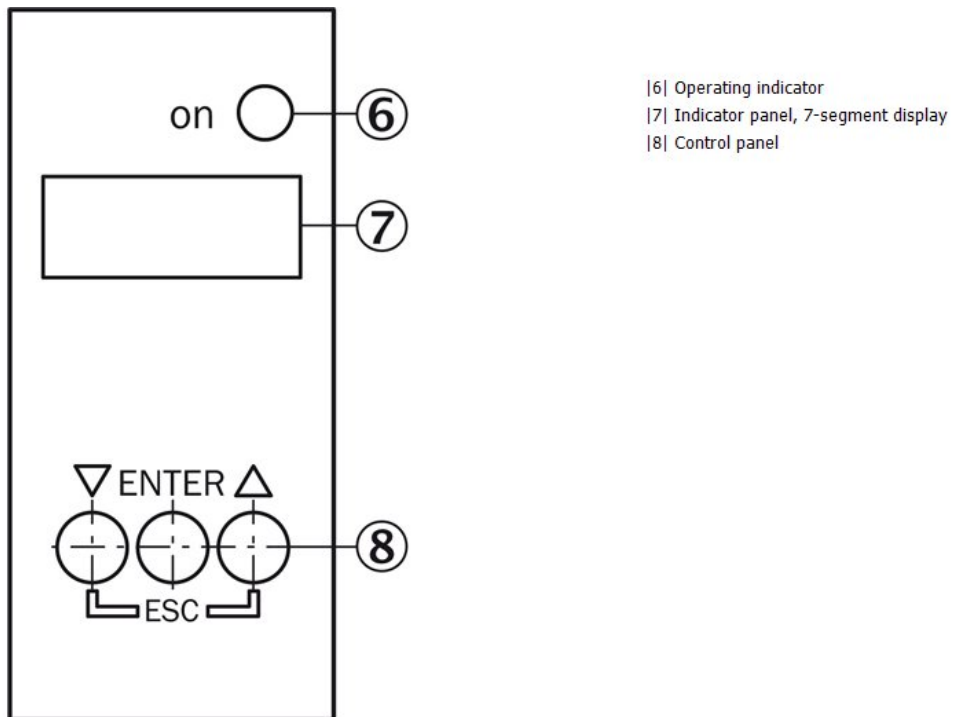 on ⑥
|6| Operating indicator
|7| Indicator panel, 7-segment display
|8| Control panel
⑦
▽ ENTER △
⑧
ESC